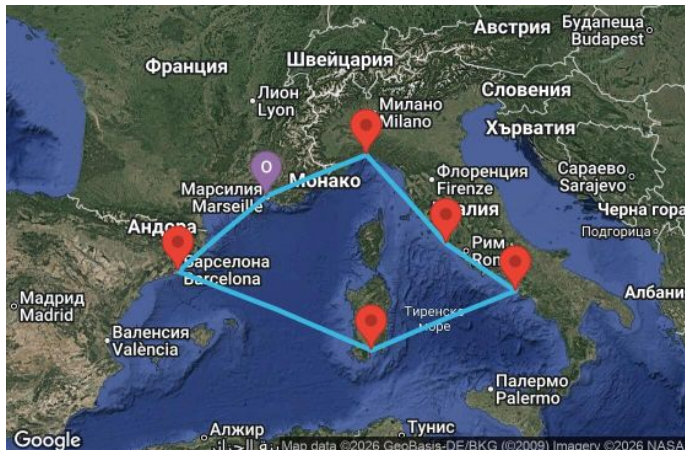 Австрия
Будапеща
Budapest
Швейцария
Франция
Лион
Lyon
Словения
Милано
Milano
Хърватия
O
Марсилия
Marseille
Монако
Флоренция
Firenze
Сараево
Sarajevo
Андора
Черна гора
Подгорица
Рим
Барселона
Barcelona
Мадрид
Madrid
Тиренско
море
Албани
Валенсия
València
Палермо
Palermo
Алжир
Тунис
Google
Map data ©2026 GeoBasis-DE/BKG (©2009) Imagery ©2026 NASA